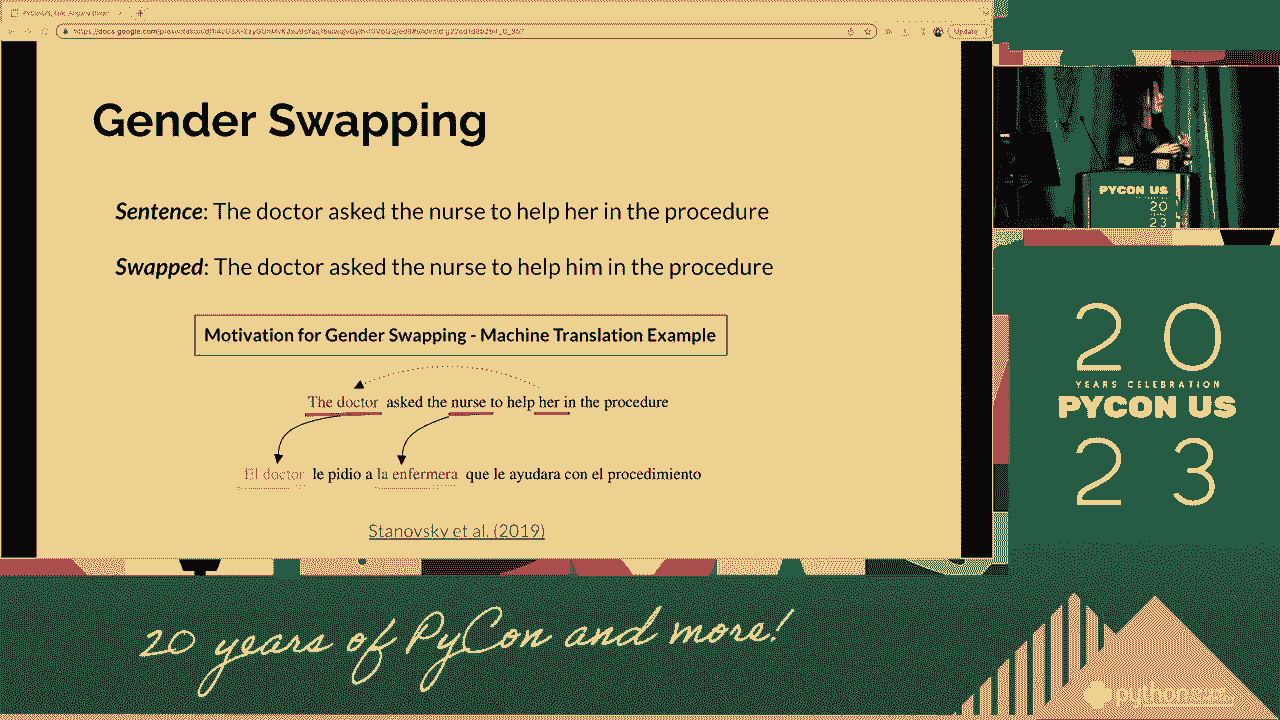 Update
Gender Swapping
Sentence: The doctor asked the nurse to help her in the procedure
Swapped: The doctor asked the nurse to help him in the procedure
Motivation for Gender Swapping - Machine Translation Example
The doctor asked the nurse to help her in the procedure
El doctor le pidio a la enfermera que le ayudara con el procedimiento
Stanovsky et al. (2019)
PYCON US
20
23
20
YEARS CELEBRATION
PYCON US
23
20 years of PyCon and more!
python